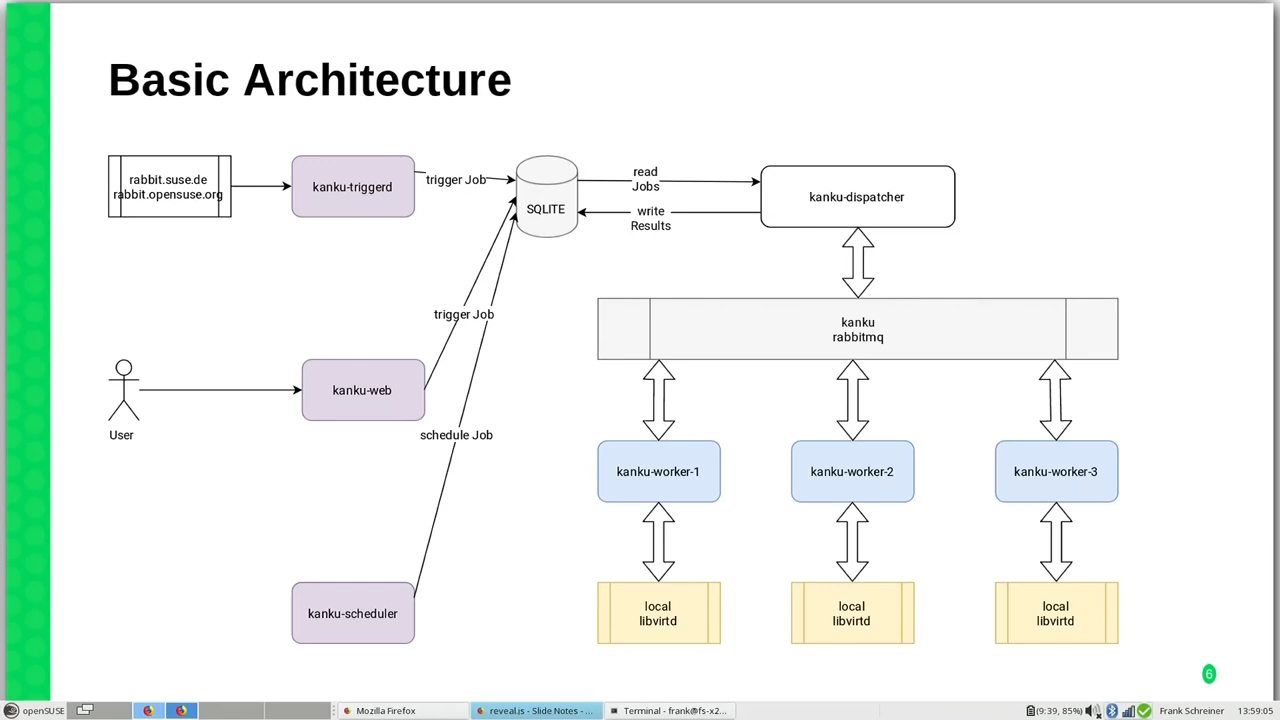 Basic Architecture
rabbit.suse.de
rabbit.opensuse.org
kanku-triggerd
trigger Job
SQLITE
read
Jobs
write
Results
kanku-dispatcher
kanku
rabbitmq
trigger Job
User
kanku-web
schedule Job
kanku-worker-1
kanku-worker-2
kanku-worker-3
kanku-scheduler
local
libvirtd
local
libvirtd
local
libvirtd
6
openSUSE
Mozilla Firefox
reveal.js - Slide Notes - ...
Terminal - frank@fs-x2...
(9:39, 85%)
Frank Schreiner
13:59:05